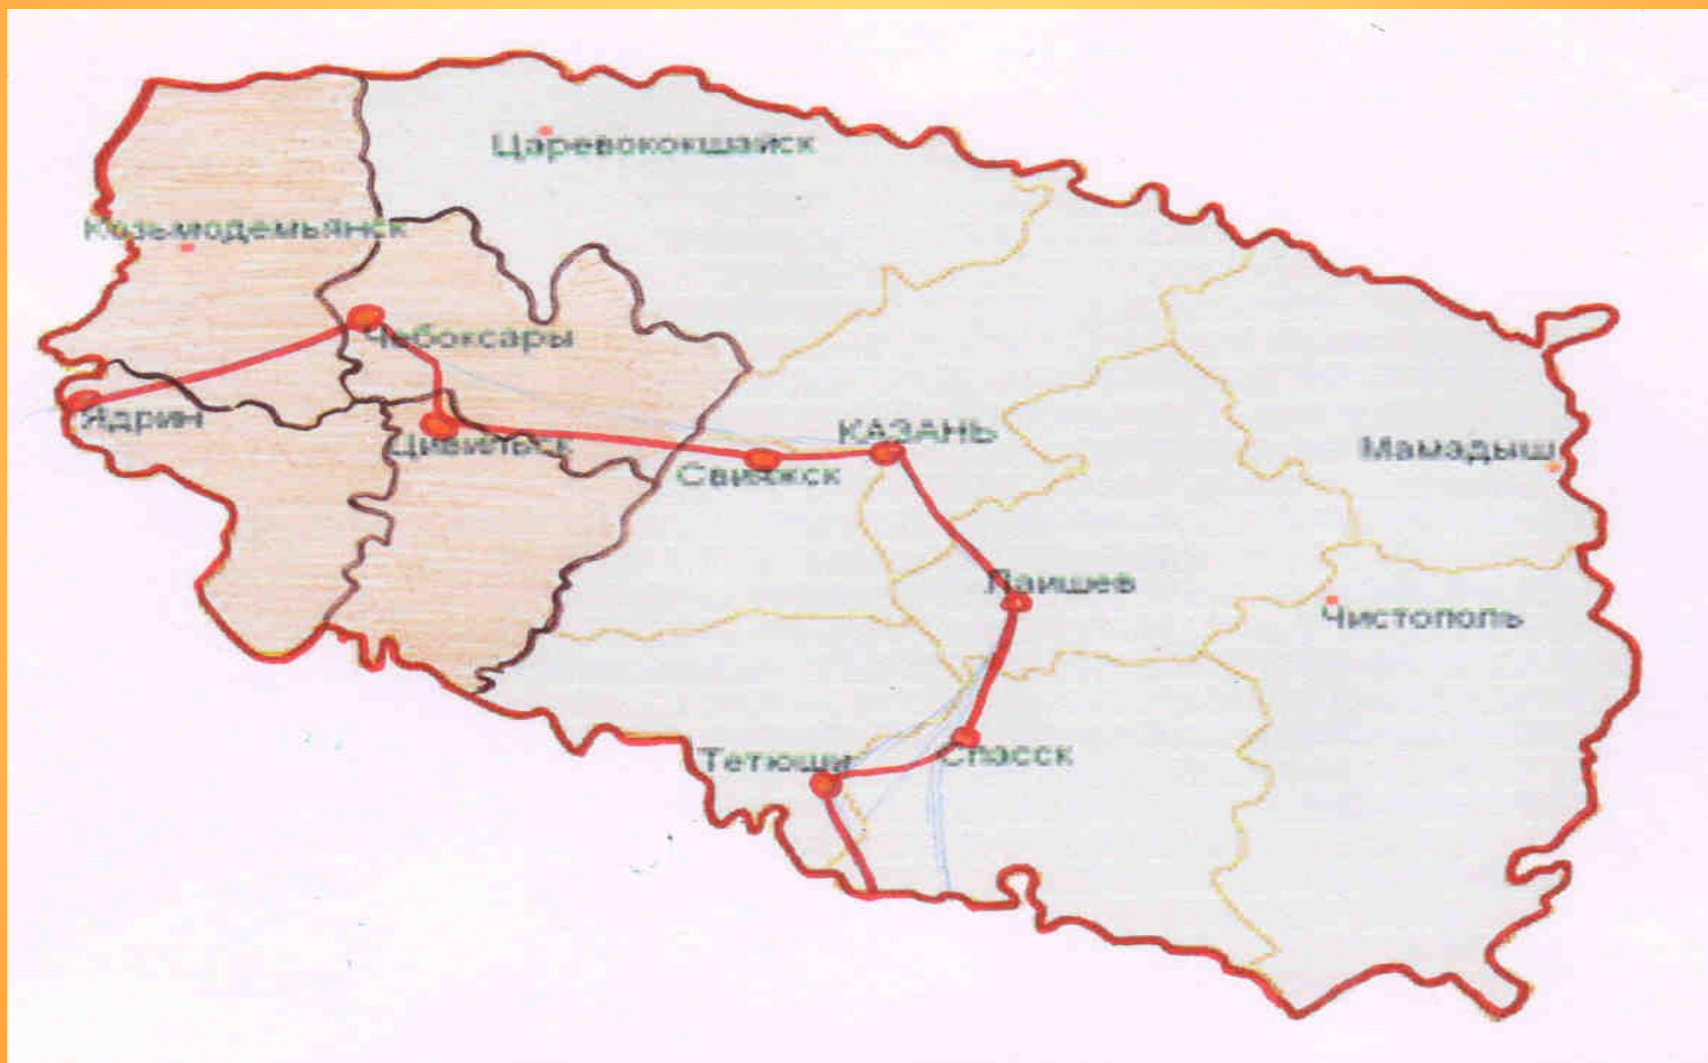 Царевококшайск
Козьмодемьянск
Чебоксары
Ядрин
Цивильск
КАЗАНЬ
Свияжск
Мамадыш
Лаишев
Чистополь
Тетюши
Спасск